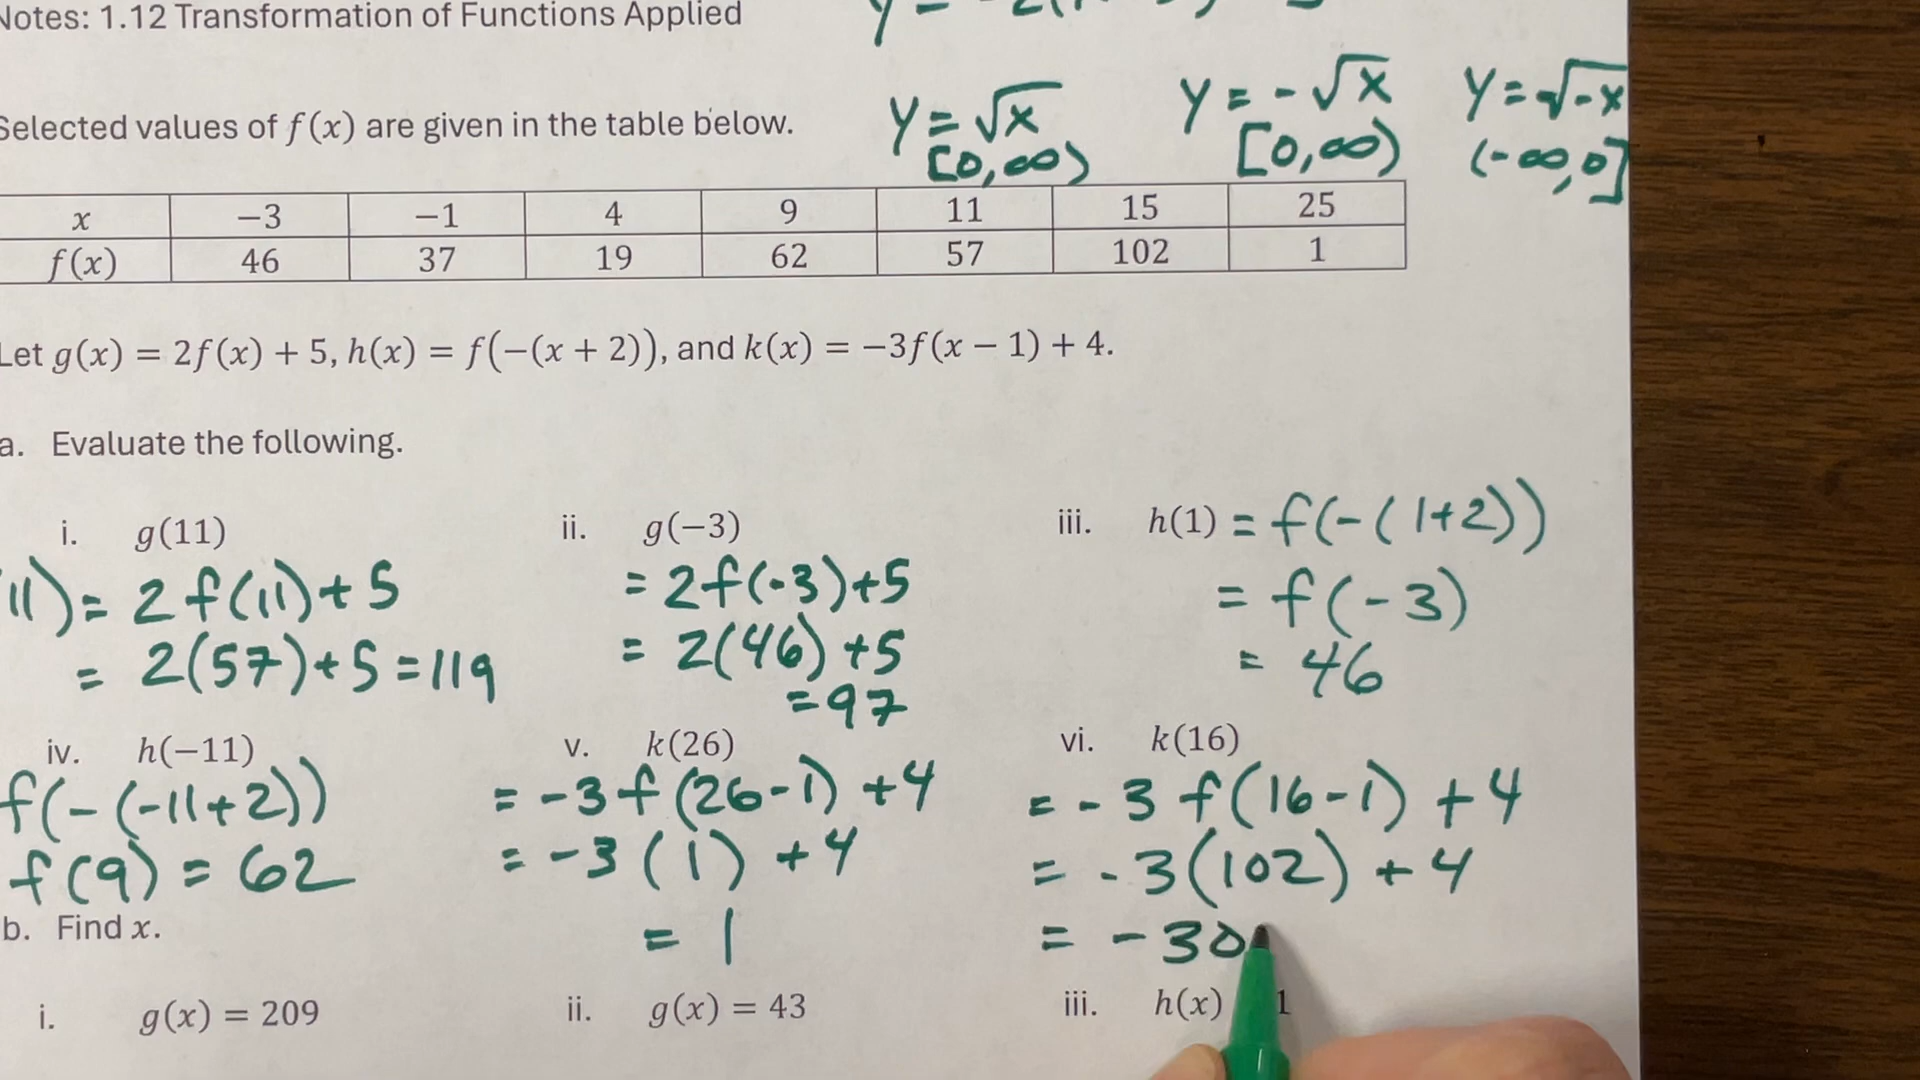 Notes: 1.12 Transformation of Functions Applied
y = √x
[0,∞)
y = -√x
[0,∞)
y = √-x
(-∞,0]
Selected values of f(x) are given in the table below.
x −3 −1 4 9 11 15 25
f(x) 46 37 19 62 57 102 1
Let g(x) = 2f(x) + 5, h(x) = f(−(x + 2)), and k(x) = −3f(x − 1) + 4.
a. Evaluate the following.
i. g(11)
11) = 2f(11)+5
= 2(57)+5 = 119
ii. g(−3)
= 2f(-3)+5
= 2(46)+5
= 97
iii. h(1) = f(-(1+2))
= f(-3)
= 46
iv. h(−11)
f(-(-11+2))
f(9) = 62
v. k(26)
= -3f(26-1)+4
= -3(1)+4
= 1
vi. k(16)
= -3f(16-1)+4
= -3(102)+4
= -30
b. Find x.
i. g(x) = 209
ii. g(x) = 43
iii. h(x) 1